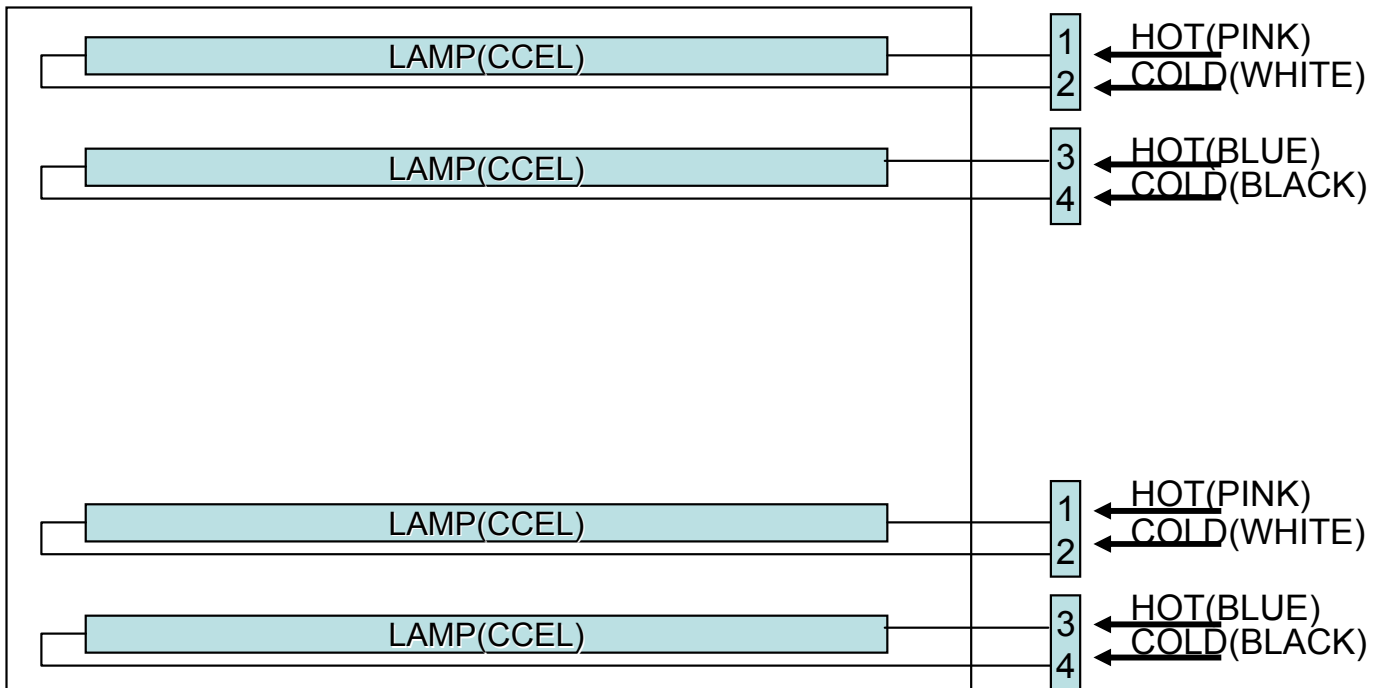 LAMP(CCEL)
1 HOT(PINK)
2 COLD(WHITE)
LAMP(CCEL)
3 HOT(BLUE)
4 COLD(BLACK)
LAMP(CCEL)
1 HOT(PINK)
2 COLD(WHITE)
LAMP(CCEL)
3 HOT(BLUE)
4 COLD(BLACK)